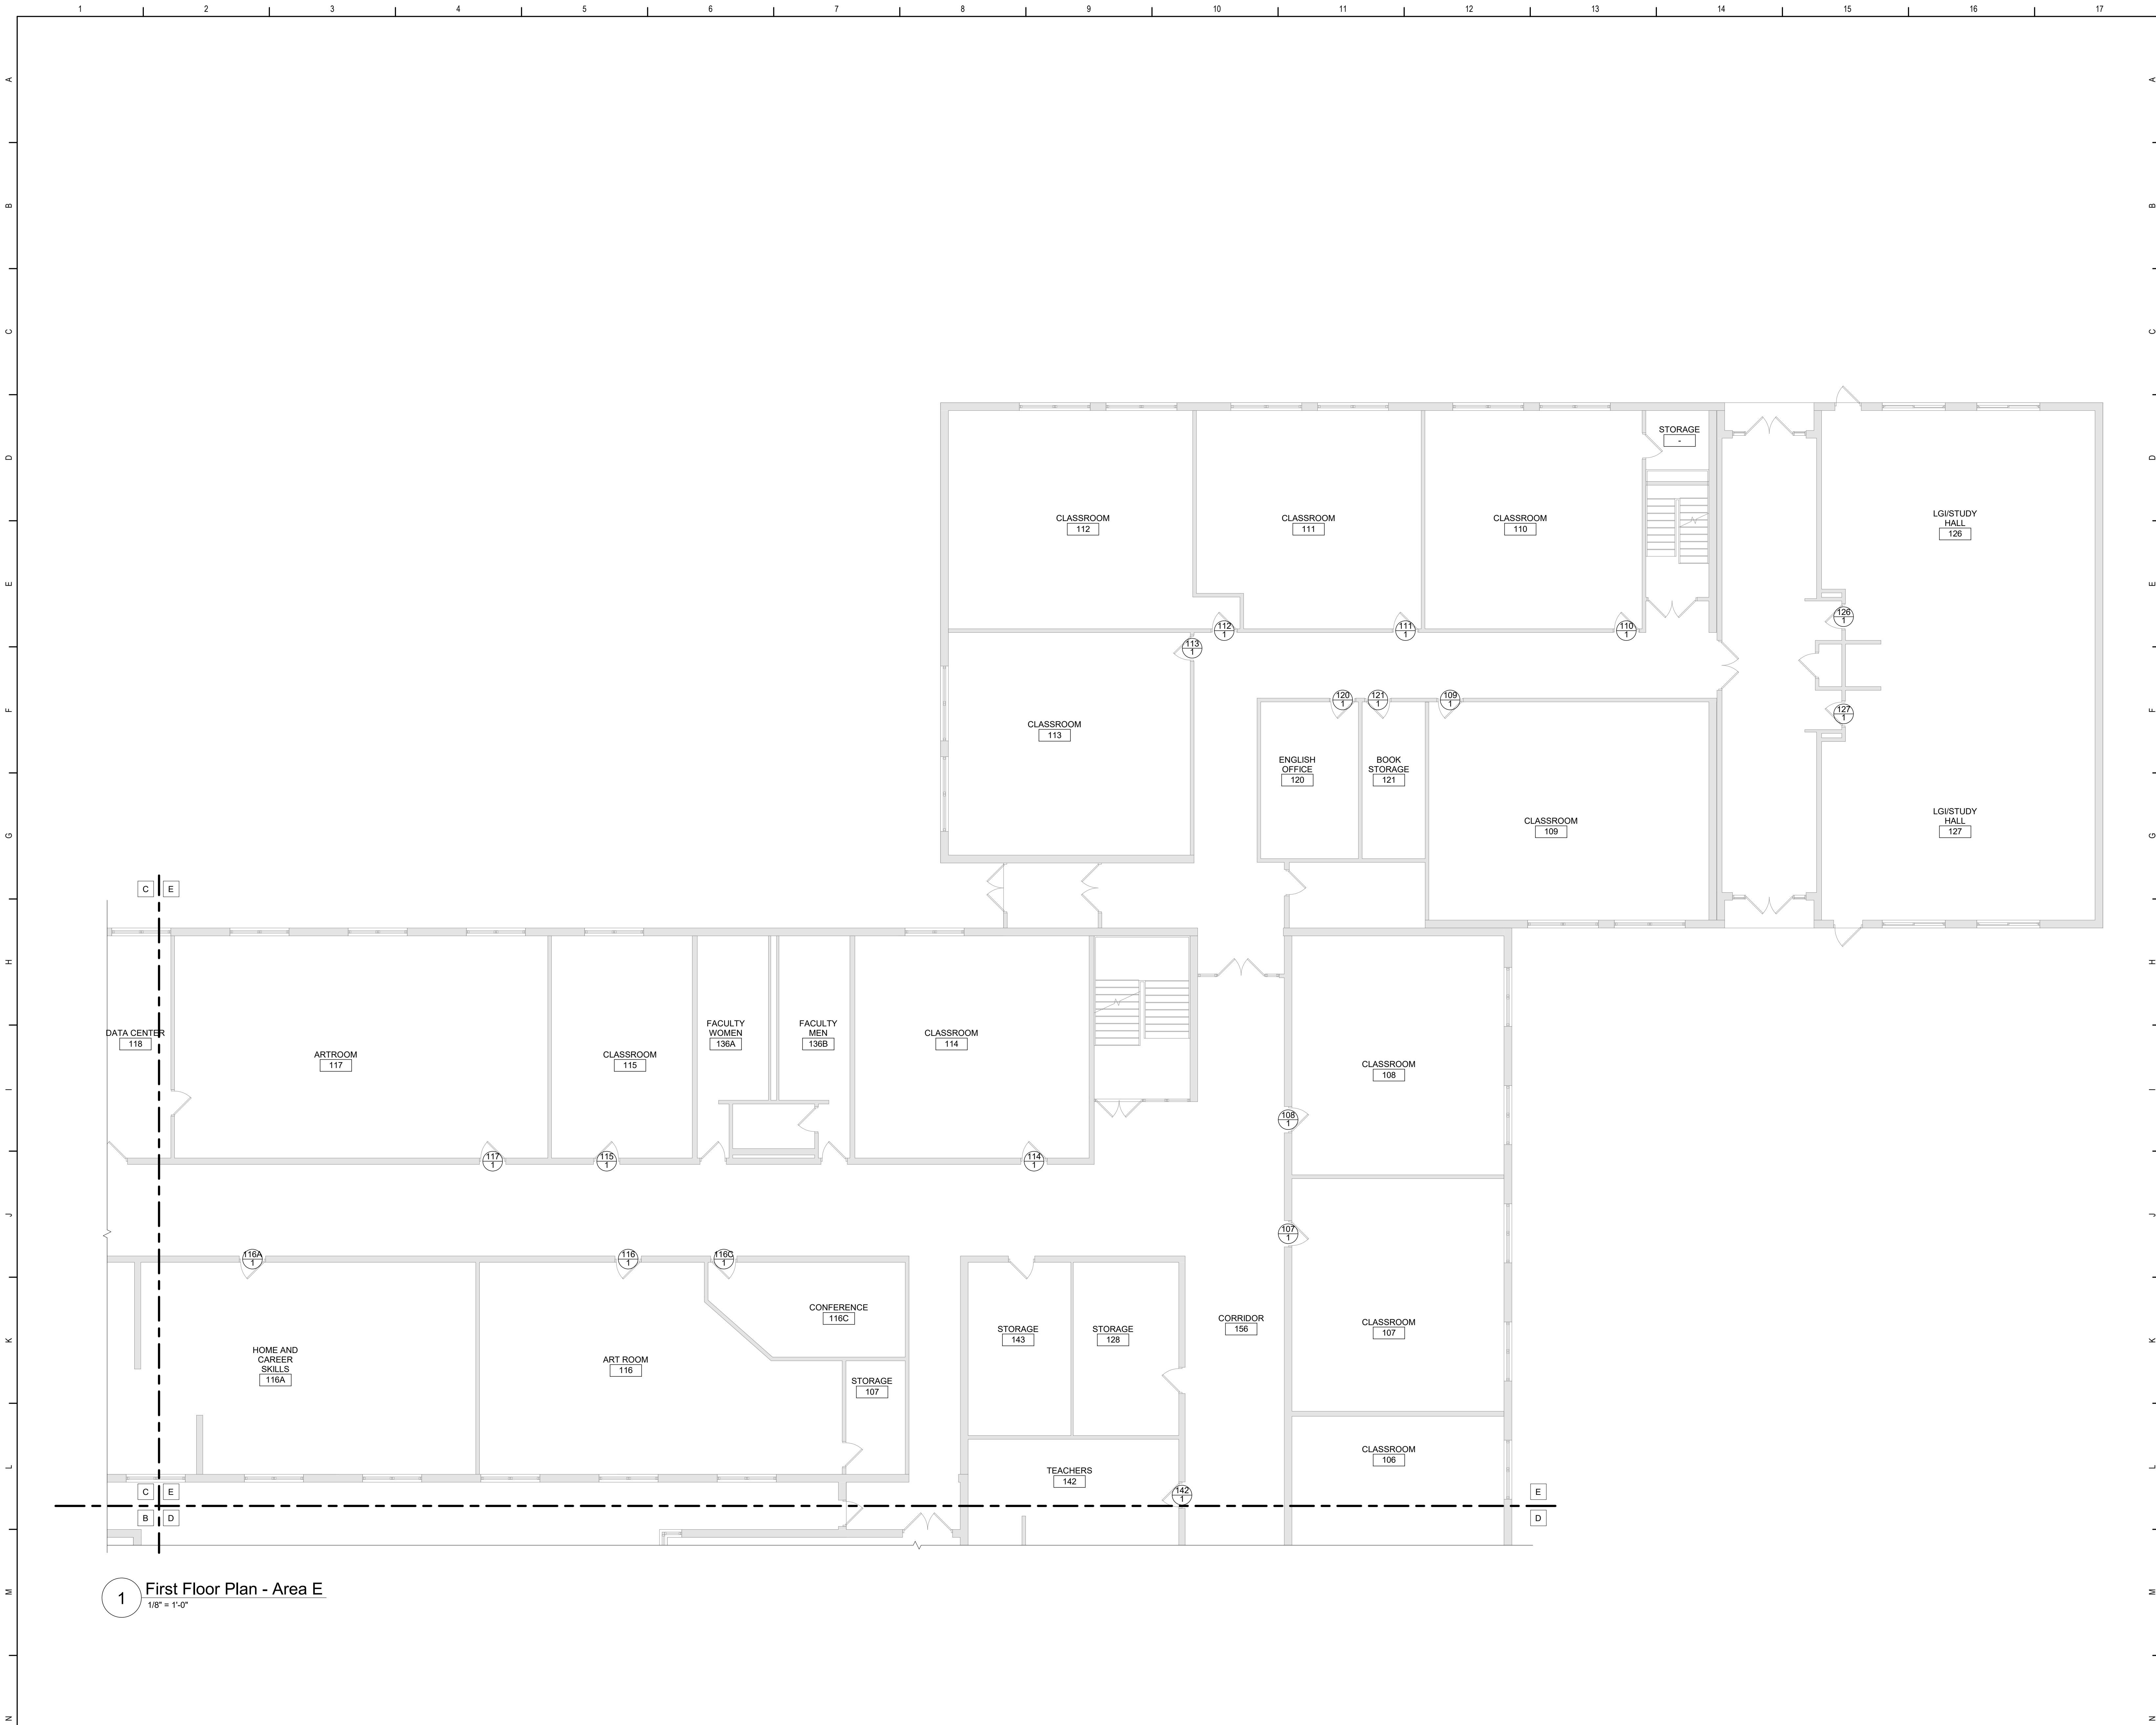 1 2 3 4 5 6 7 8 9 10 11 12 13 14 15 16 17
A A
B B
C C
D D
E E
F F
G G
H H
I I
J J
K K
L L
M M
N N
STORAGE
-
CLASSROOM
112
CLASSROOM
111
CLASSROOM
110
LGI/STUDY
HALL
126
126
1
112
1
111
1
110
1
113
1
120
1
121
1
109
1
127
1
CLASSROOM
113
ENGLISH
OFFICE
120
BOOK
STORAGE
121
CLASSROOM
109
LGI/STUDY
HALL
127
C E
DATA CENTER
118
ARTROOM
117
CLASSROOM
115
FACULTY
WOMEN
136A
FACULTY
MEN
136B
CLASSROOM
114
CLASSROOM
108
108
1
117
1
115
1
114
1
107
1
116A
1
116
1
116C
1
CONFERENCE
116C
STORAGE
143
STORAGE
128
CORRIDOR
156
CLASSROOM
107
HOME AND
CAREER
SKILLS
116A
ART ROOM
116
STORAGE
107
TEACHERS
142
CLASSROOM
106
142
1
C E
B D
E
D
1
First Floor Plan - Area E
1/8" = 1'-0"